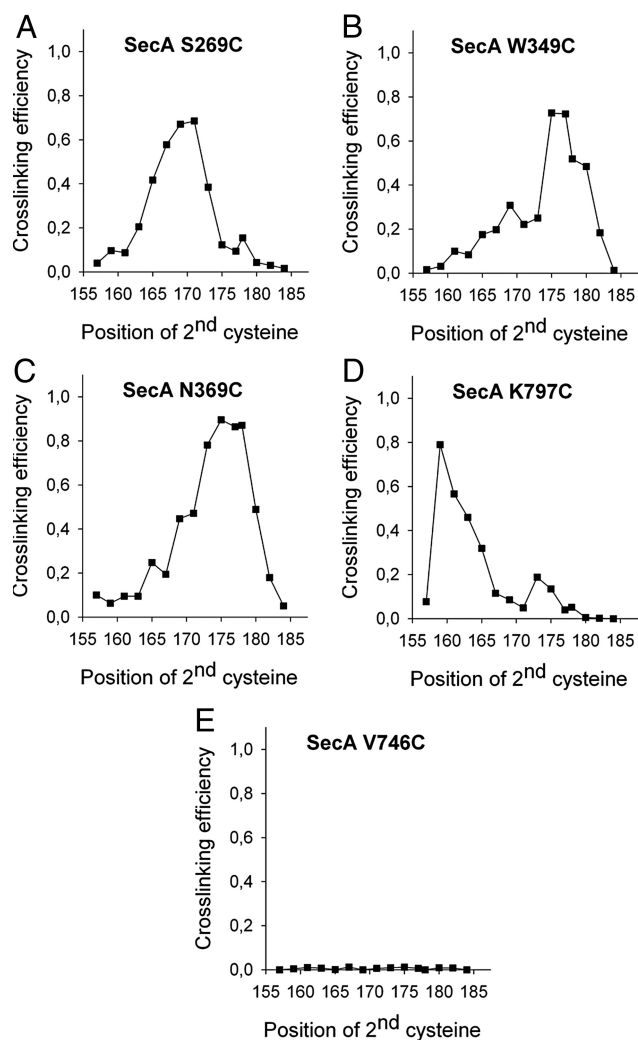 A
SecA S269C
Crosslinking efficiency
1,0
0,8
0,6
0,4
0,2
0,0
155 160 165 170 175 180 185
Position of 2nd cysteine
B
SecA W349C
Crosslinking efficiency
1,0
0,8
0,6
0,4
0,2
0,0
155 160 165 170 175 180 185
Position of 2nd cysteine
C
SecA N369C
Crosslinking efficiency
1,0
0,8
0,6
0,4
0,2
0,0
155 160 165 170 175 180 185
Position of 2nd cysteine
D
SecA K797C
Crosslinking efficiency
1,0
0,8
0,6
0,4
0,2
0,0
155 160 165 170 175 180 185
Position of 2nd cysteine
E
SecA V746C
Crosslinking efficiency
1,0
0,8
0,6
0,4
0,2
0,0
155 160 165 170 175 180 185
Position of 2nd cysteine